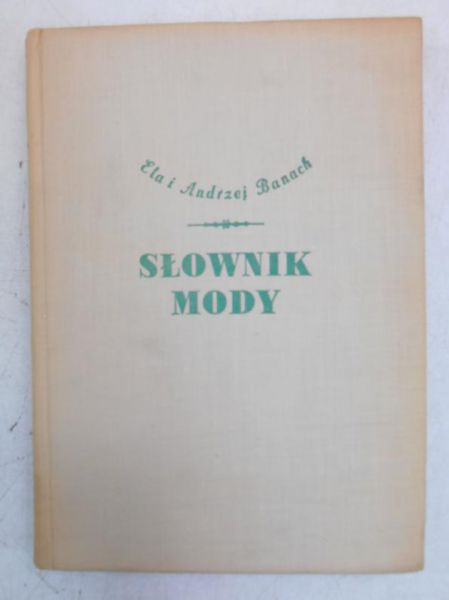 Ela i Andrzej Banach
SŁOWNIK
MODY